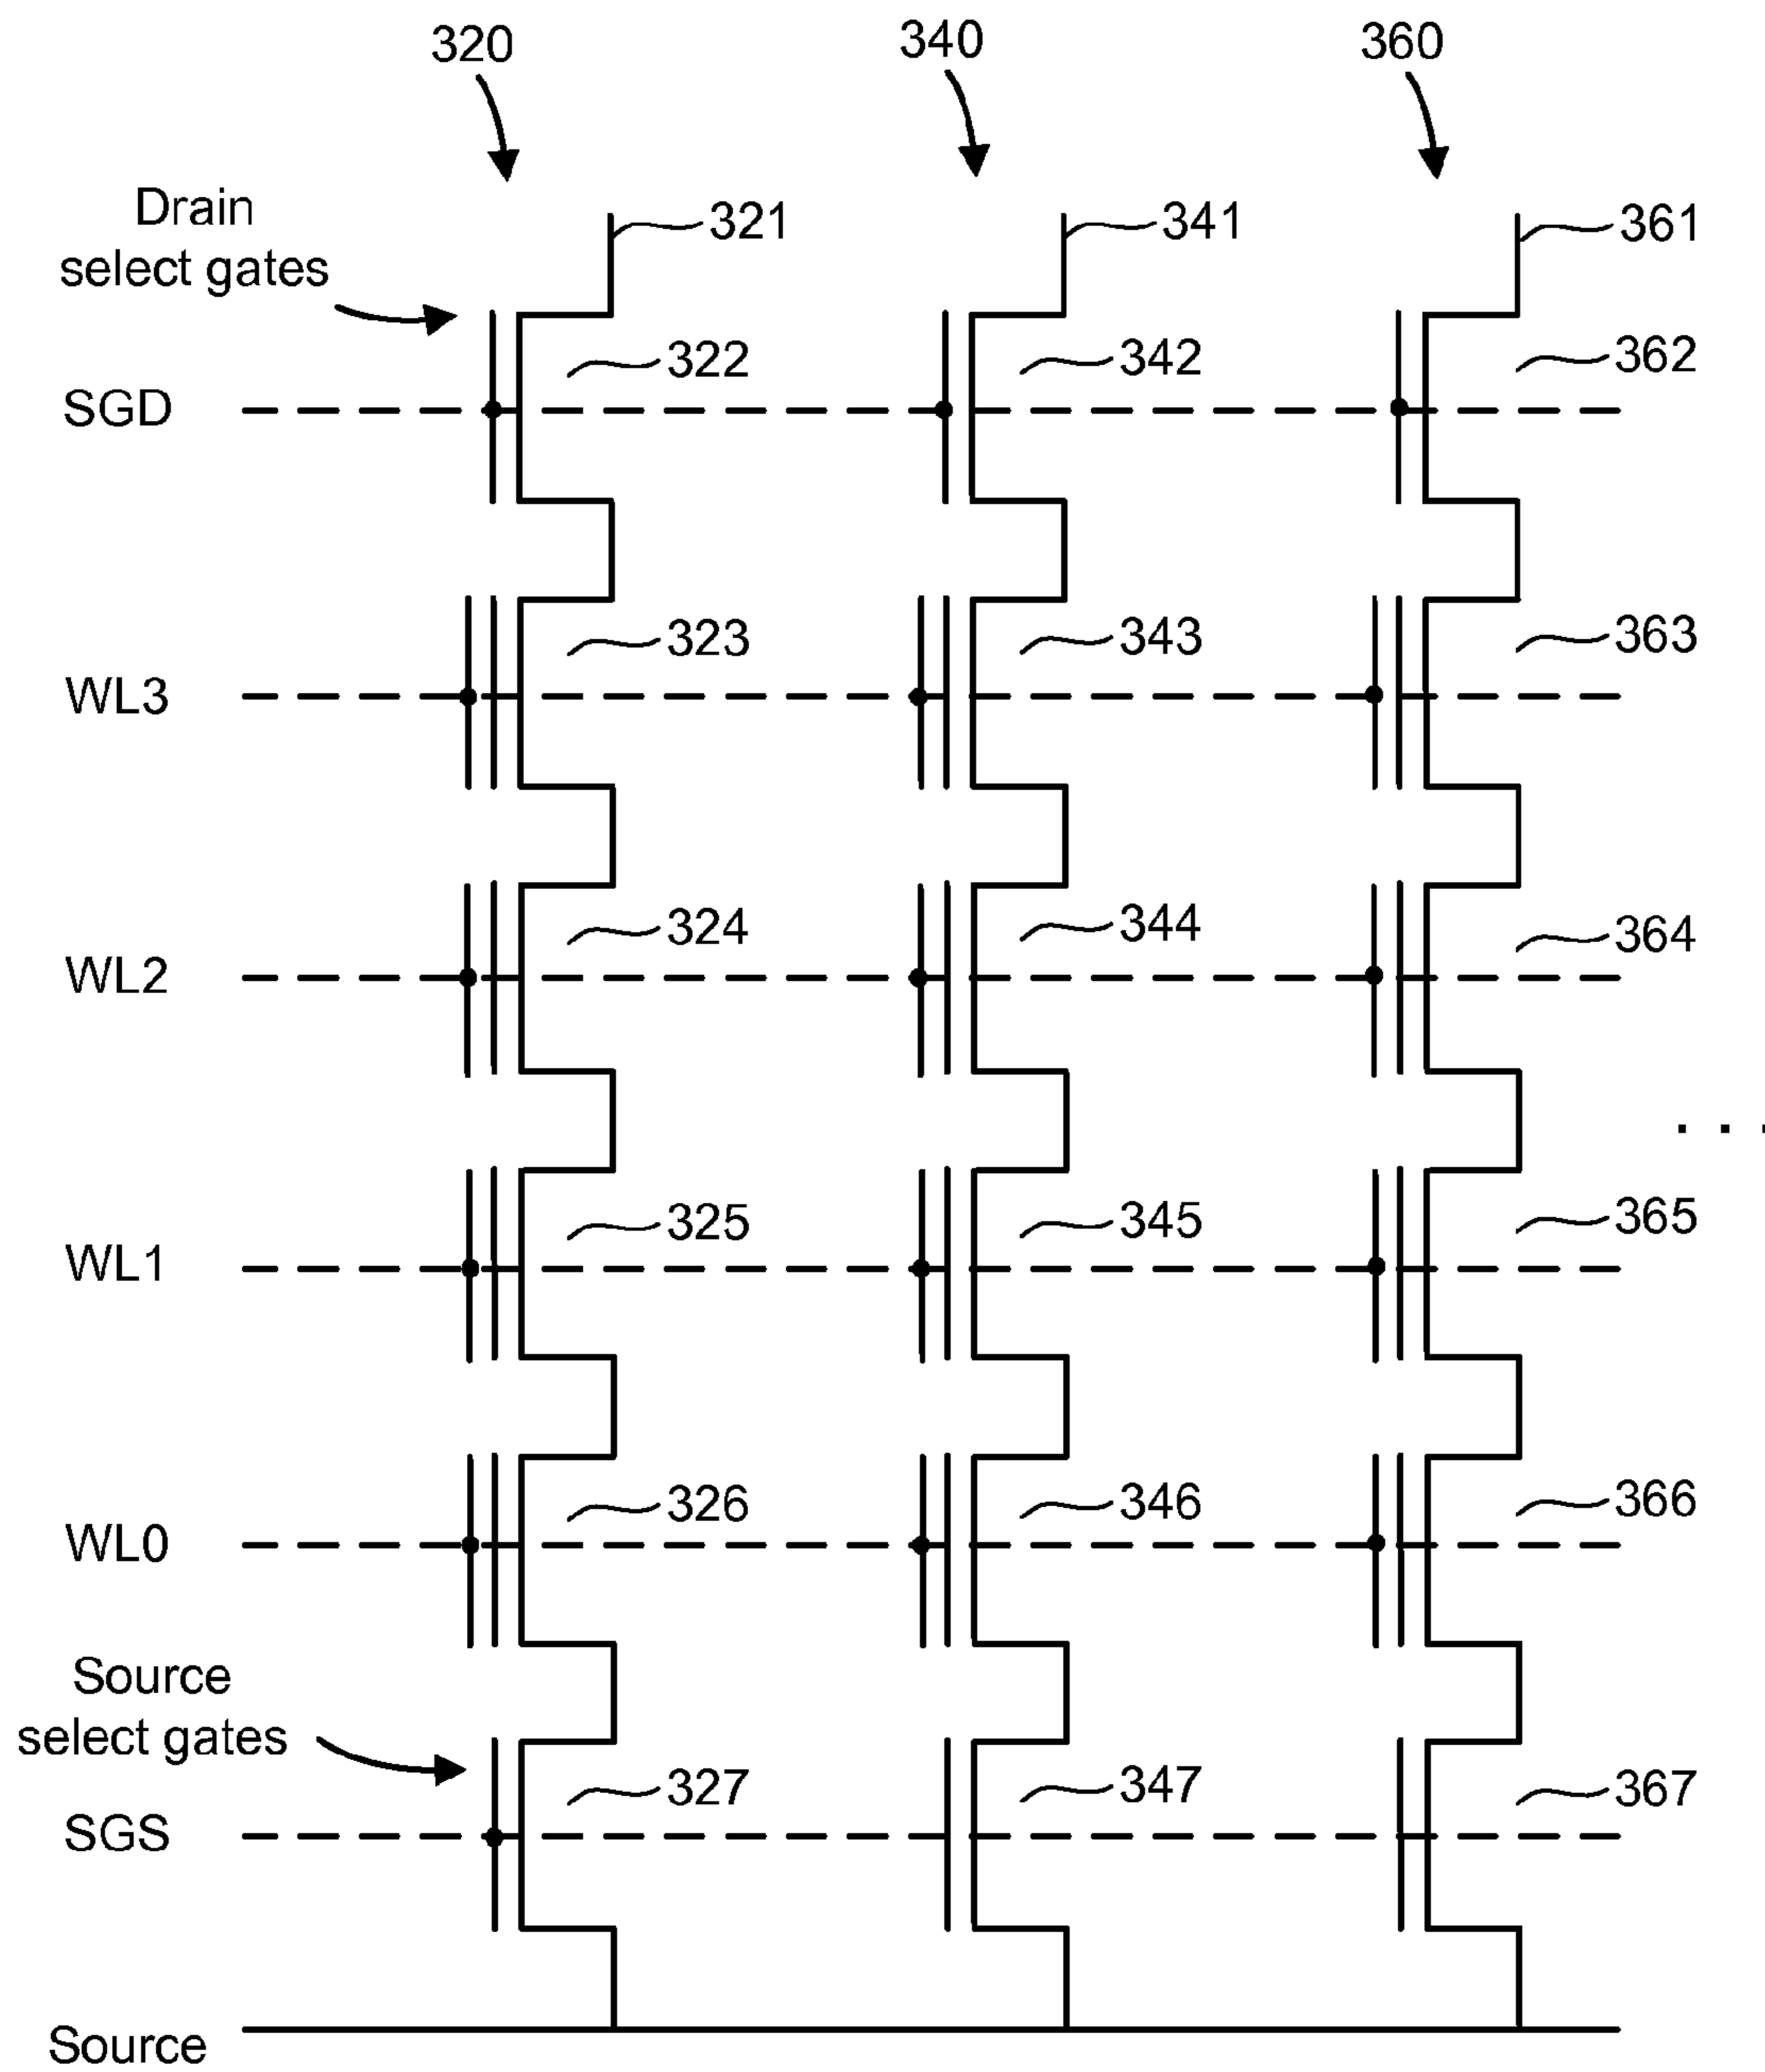 320 340 360
Drain
select gates
321 341 361
322 342 362
SGD
323 343 363
WL3
324 344 364
WL2
. . .
325 345 365
WL1
326 346 366
WL0
Source
select gates
327 347 367
SGS
Source